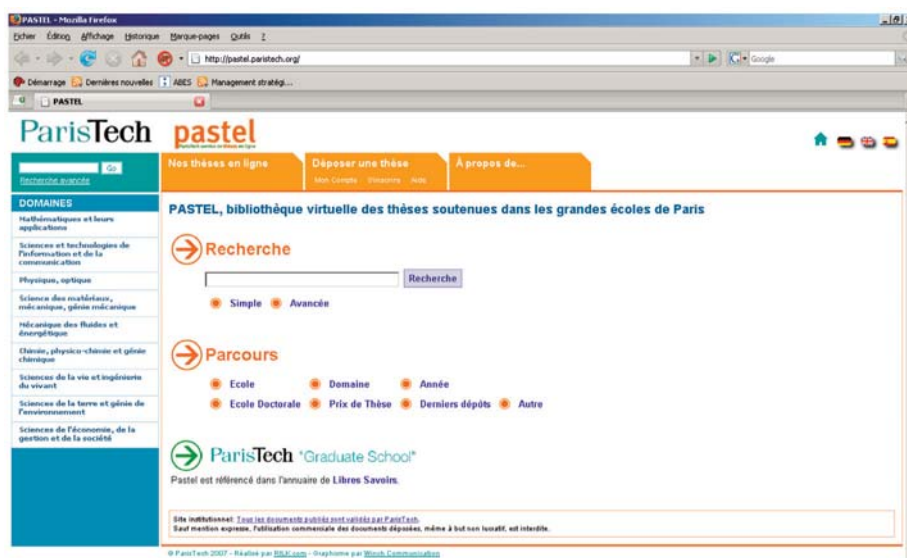 PASTEL - Mozilla Firefox
Fichier Édition Affichage Historique Marque-pages Outils ?
http://pastel.paristech.org/
Google
Démarrage Dernières nouvelles ABES Management stratégi...
PASTEL
ParisTech pastel
Go
Recherche avancée
Nos thèses en ligne Déposer une thèse À propos de...
Mon Compte S'inscrire Aide
DOMAINES
Mathématiques et leurs
applications
Sciences et technologies de
l'information et de la
communication
Physique, optique
Science des matériaux,
mécanique, génie mécanique
Mécanique des fluides et
énergétique
Chimie, physico-chimie et génie
chimique
Sciences de la vie et ingénierie
du vivant
Sciences de la terre et génie de
l'environnement
Sciences de l'économie, de la
gestion et de la société
PASTEL, bibliothèque virtuelle des thèses soutenues dans les grandes écoles de Paris
Recherche
Recherche
Simple Avancée
Parcours
Ecole Domaine Année
Ecole Doctorale Prix de Thèse Derniers dépôts Autre
ParisTech "Graduate School"
Pastel est référencé dans l'annuaire de Libres Savoirs.
Site institutionnel: Tous les documents publiés sont validés par ParisTech.
Sauf mention expresse, l'utilisation commerciale des documents déposées, même à but non lucratif, est interdite.
© ParisTech 2007 - Réalisé par - Graphisme par Winch Communication